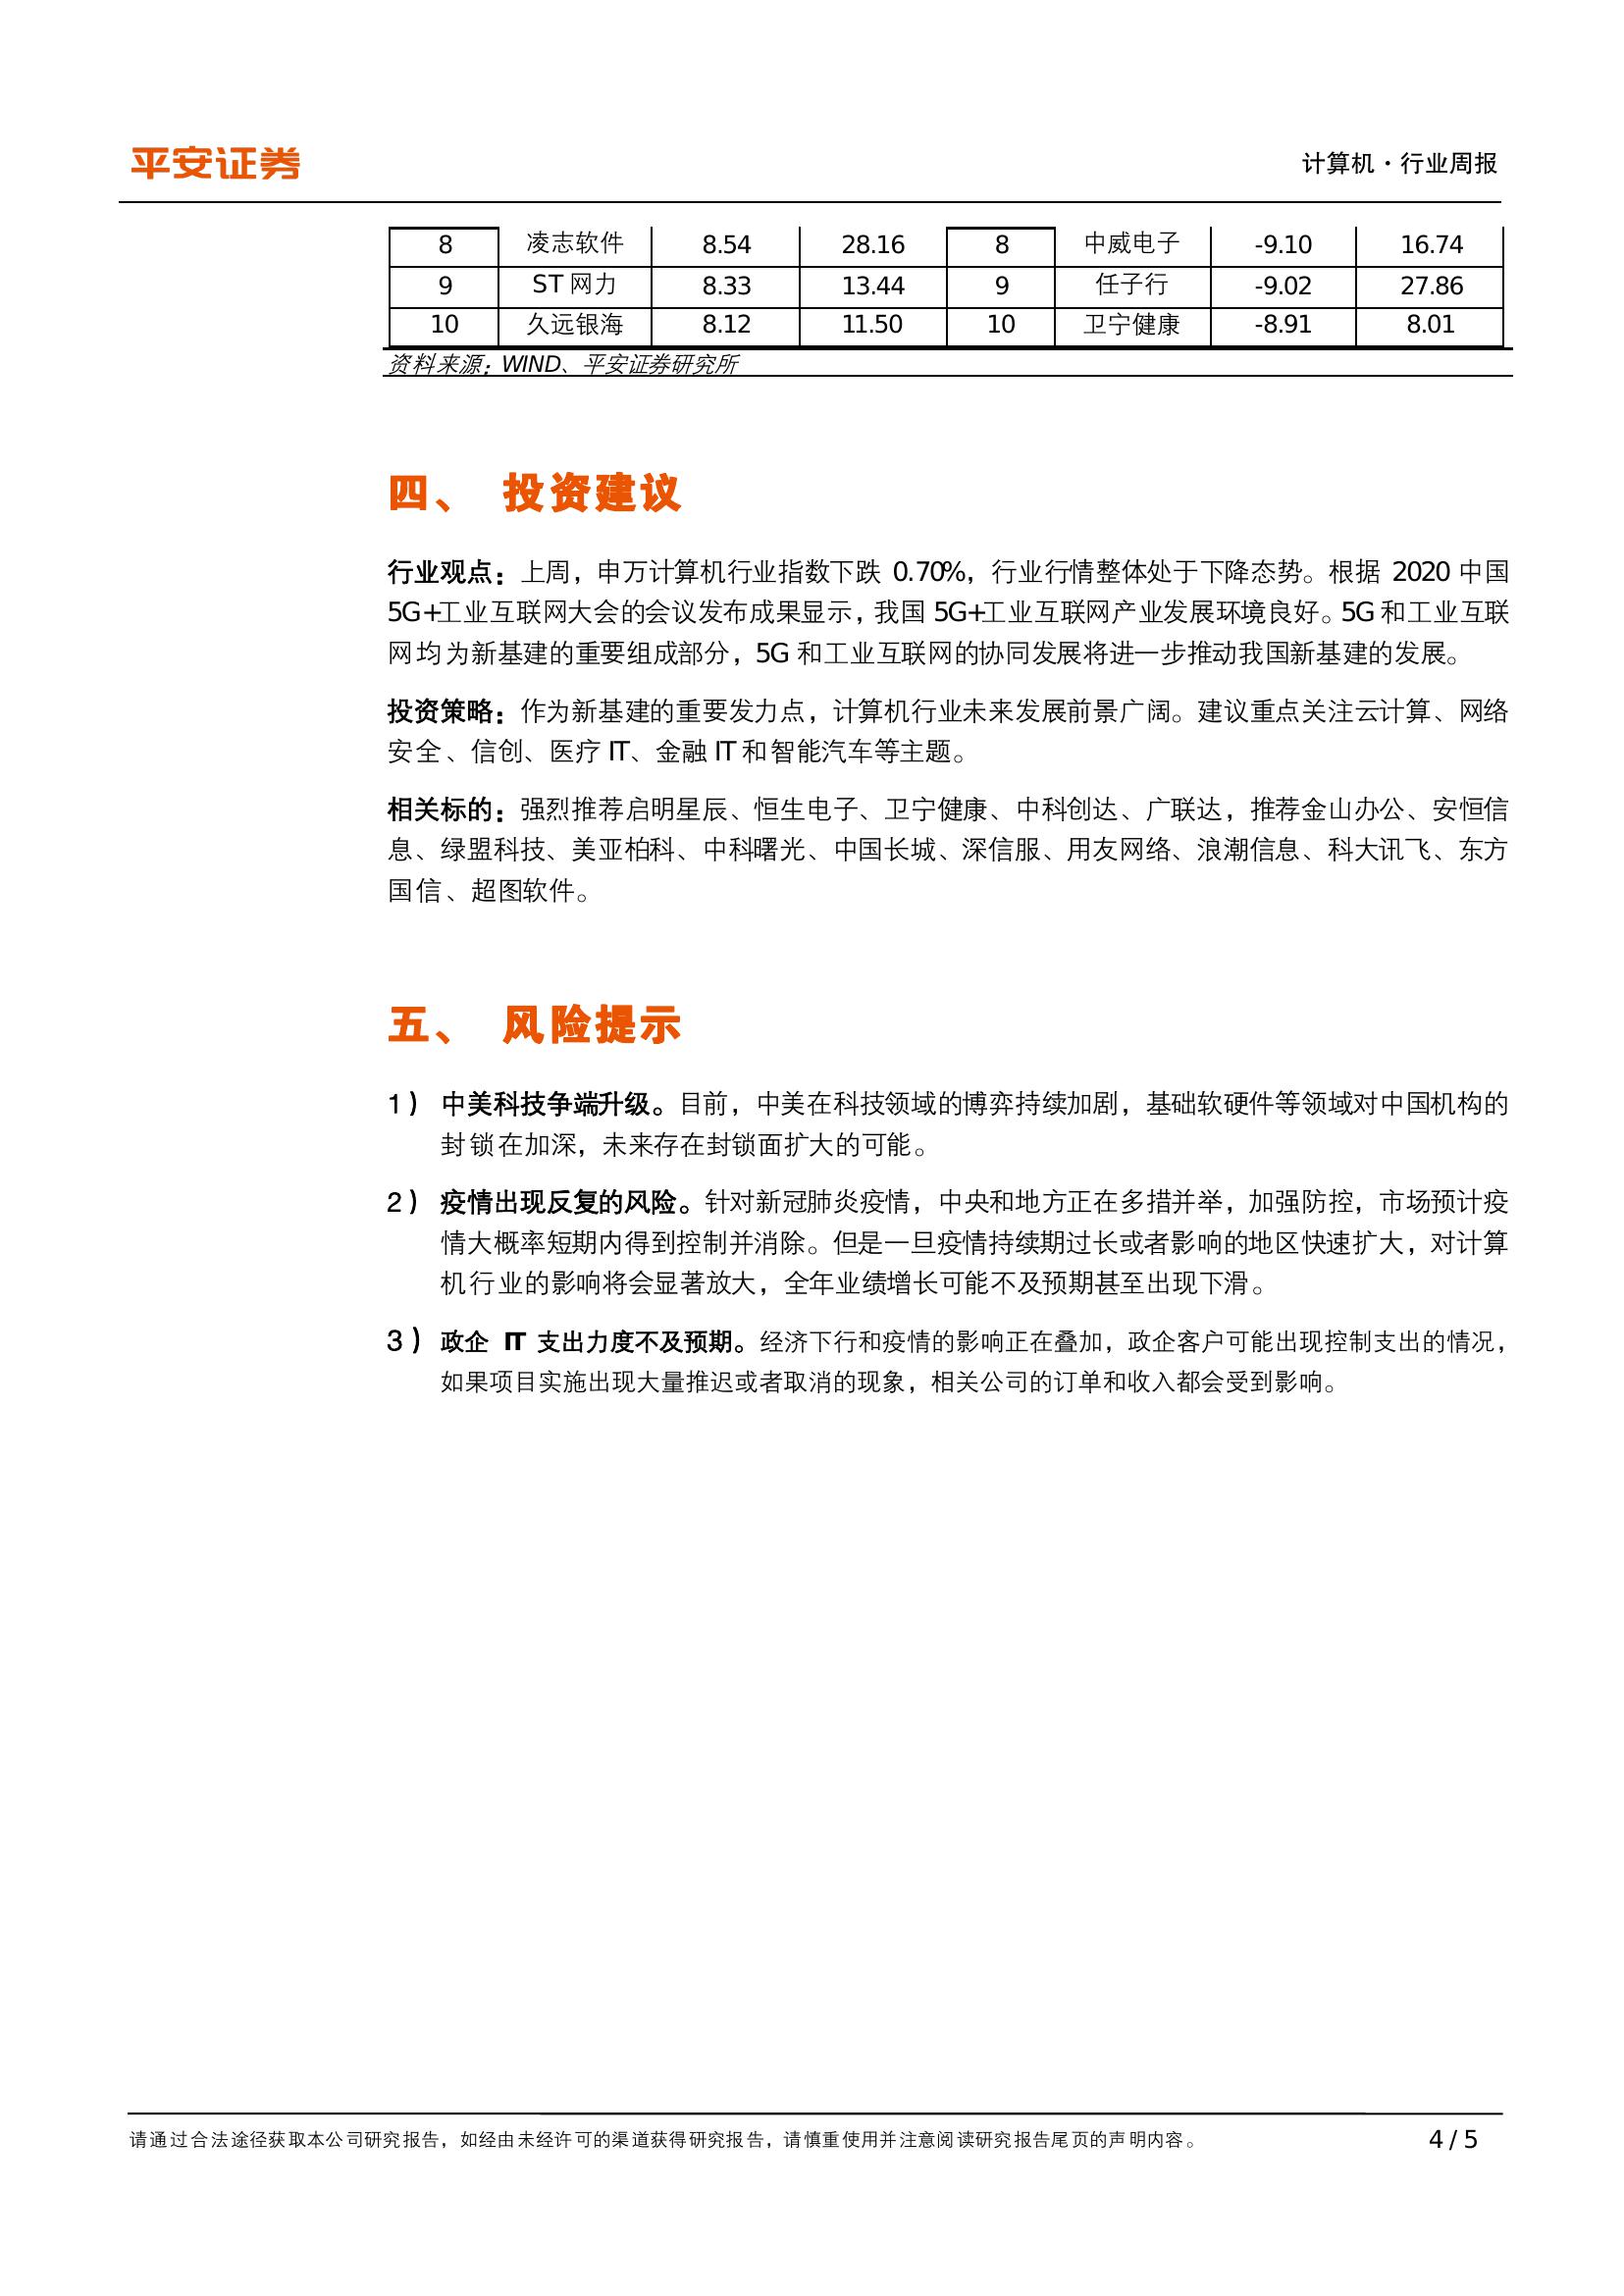 平安证券
计算机·行业周报
8 凌志软件 8.54 28.16 8 中威电子 -9.10 16.74
9 ST 网力 8.33 13.44 9 任子行 -9.02 27.86
10 久远银海 8.12 11.50 10 卫宁健康 -8.91 8.01
资料来源：WIND、平安证券研究所
四、 投资建议
行业观点：上周，申万计算机行业指数下跌 0.70%，行业行情整体处于下降态势。根据 2020 中国
5G+工业互联网大会的会议发布成果显示，我国 5G+工业互联网产业发展环境良好。5G 和工业互联
网均为新基建的重要组成部分，5G 和工业互联网的协同发展将进一步推动我国新基建的发展。
投资策略：作为新基建的重要发力点，计算机行业未来发展前景广阔。建议重点关注云计算、网络
安全、信创、医疗 IT、金融 IT 和智能汽车等主题。
相关标的：强烈推荐启明星辰、恒生电子、卫宁健康、中科创达、广联达，推荐金山办公、安恒信
息、绿盟科技、美亚柏科、中科曙光、中国长城、深信服、用友网络、浪潮信息、科大讯飞、东方
国信、超图软件。
五、 风险提示
1） 中美科技争端升级。目前，中美在科技领域的博弈持续加剧，基础软硬件等领域对中国机构的
封锁在加深，未来存在封锁面扩大的可能。
2） 疫情出现反复的风险。针对新冠肺炎疫情，中央和地方正在多措并举，加强防控，市场预计疫
情大概率短期内得到控制并消除。但是一旦疫情持续期过长或者影响的地区快速扩大，对计算
机行业的影响将会显著放大，全年业绩增长可能不及预期甚至出现下滑。
3） 政企 IT 支出力度不及预期。经济下行和疫情的影响正在叠加，政企客户可能出现控制支出的情况，
如果项目实施出现大量推迟或者取消的现象，相关公司的订单和收入都会受到影响。
请通过合法途径获取本公司研究报告，如经由未经许可的渠道获得研究报告，请慎重使用并注意阅读研究报告尾页的声明内容。
4 / 5